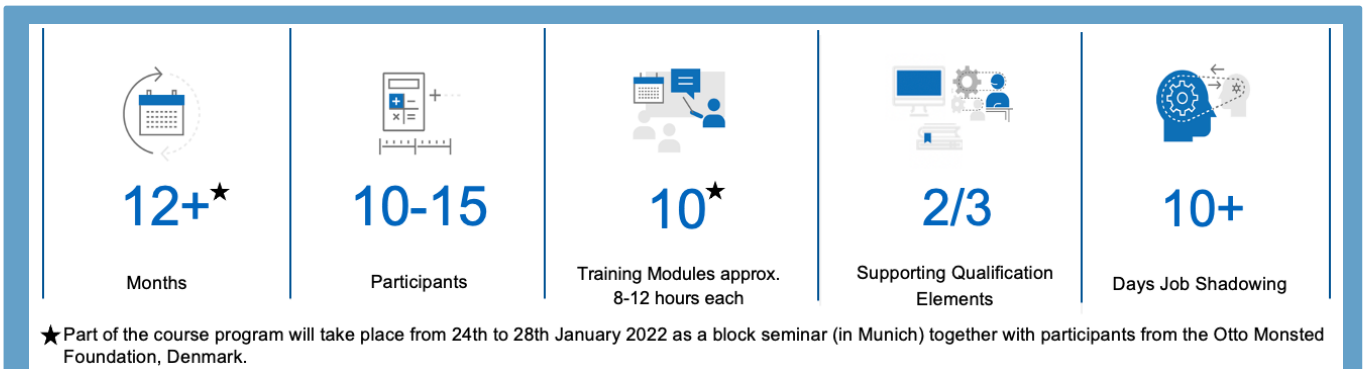 12+★
10-15
10★
2/3
10+
Months
Participants
Training Modules approx.
8-12 hours each
Supporting Qualification
Elements
Days Job Shadowing
★Part of the course program will take place from 24th to 28th January 2022 as a block seminar (in Munich) together with participants from the Otto Monsted
Foundation, Denmark.